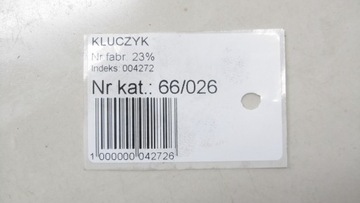 KLUCZYK
Nr fabr. 23%
Indeks: 004272
Nr kat.: 66/026
1 000000 042726